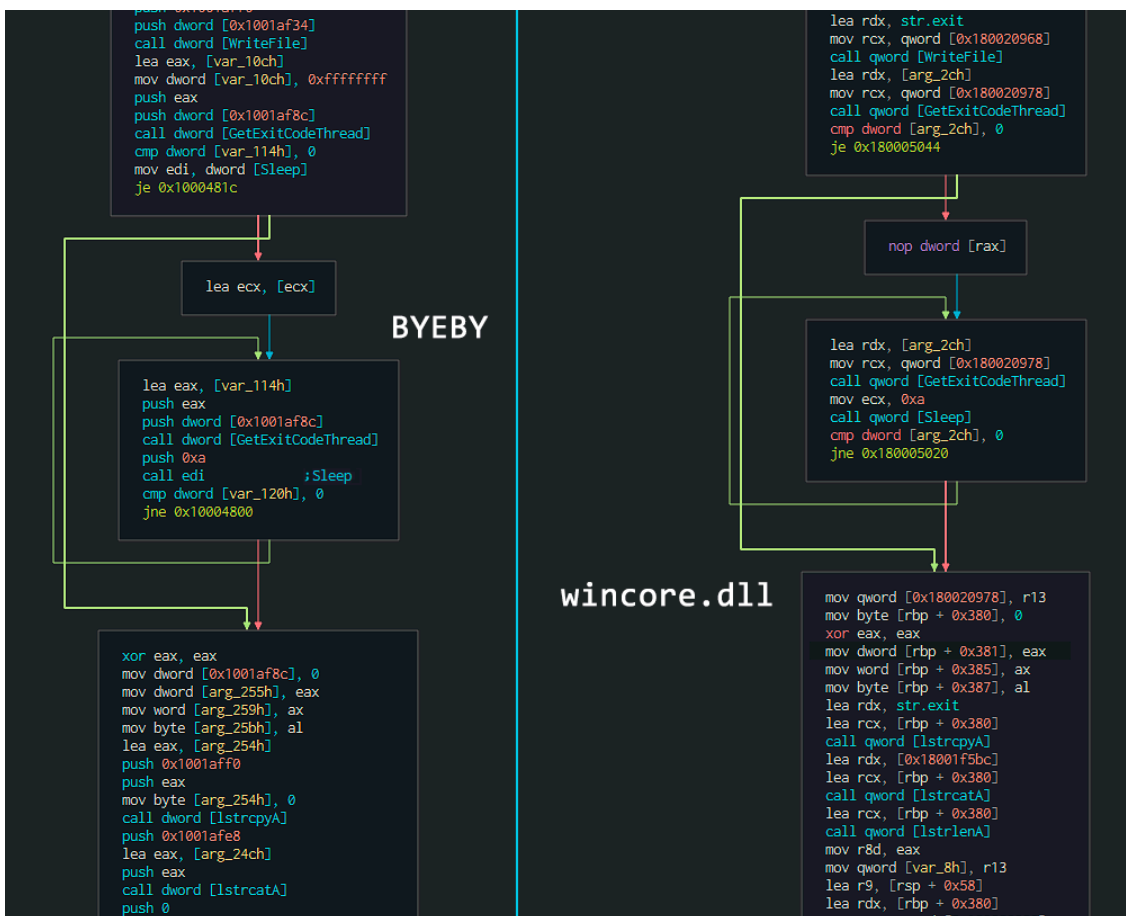 push dword [0x1001af34]
call dword [WriteFile]
lea eax, [var_10ch]
mov dword [var_10ch], 0xffffffff
push eax
push dword [0x1001af8c]
call dword [GetExitCodeThread]
cmp dword [var_114h], 0
mov edi, dword [Sleep]
je 0x1000481c
lea ecx, [ecx]
BYEBY
lea eax, [var_114h]
push eax
push dword [0x1001af8c]
call dword [GetExitCodeThread]
push 0xa
call edi ;Sleep
cmp dword [var_120h], 0
jne 0x10004800
xor eax, eax
mov dword [0x1001af8c], 0
mov dword [arg_255h], eax
mov word [arg_259h], ax
mov byte [arg_25bh], al
lea eax, [arg_254h]
push 0x1001aff0
push eax
mov byte [arg_254h], 0
call dword [lstrcpyA]
push 0x1001afe8
lea eax, [arg_24ch]
push eax
call dword [lstrcatA]
push 0
lea rdx, str.exit
mov rcx, qword [0x180020968]
call qword [WriteFile]
lea rdx, [arg_2ch]
mov rcx, qword [0x180020978]
call qword [GetExitCodeThread]
cmp dword [arg_2ch], 0
je 0x180005044
nop dword [rax]
lea rdx, [arg_2ch]
mov rcx, qword [0x180020978]
call qword [GetExitCodeThread]
mov ecx, 0xa
call qword [Sleep]
cmp dword [arg_2ch], 0
jne 0x180005020
wincore.dll
mov qword [0x180020978], r13
mov byte [rbp + 0x380], 0
xor eax, eax
mov dword [rbp + 0x381], eax
mov word [rbp + 0x385], ax
mov byte [rbp + 0x387], al
lea rdx, str.exit
lea rcx, [rbp + 0x380]
call qword [lstrcpyA]
lea rdx, [0x18001f5bc]
lea rcx, [rbp + 0x380]
call qword [lstrcatA]
lea rcx, [rbp + 0x380]
call qword [lstrlenA]
mov r8d, eax
mov qword [var_8h], r13
lea r9, [rsp + 0x58]
lea rdx, [rbp + 0x380]